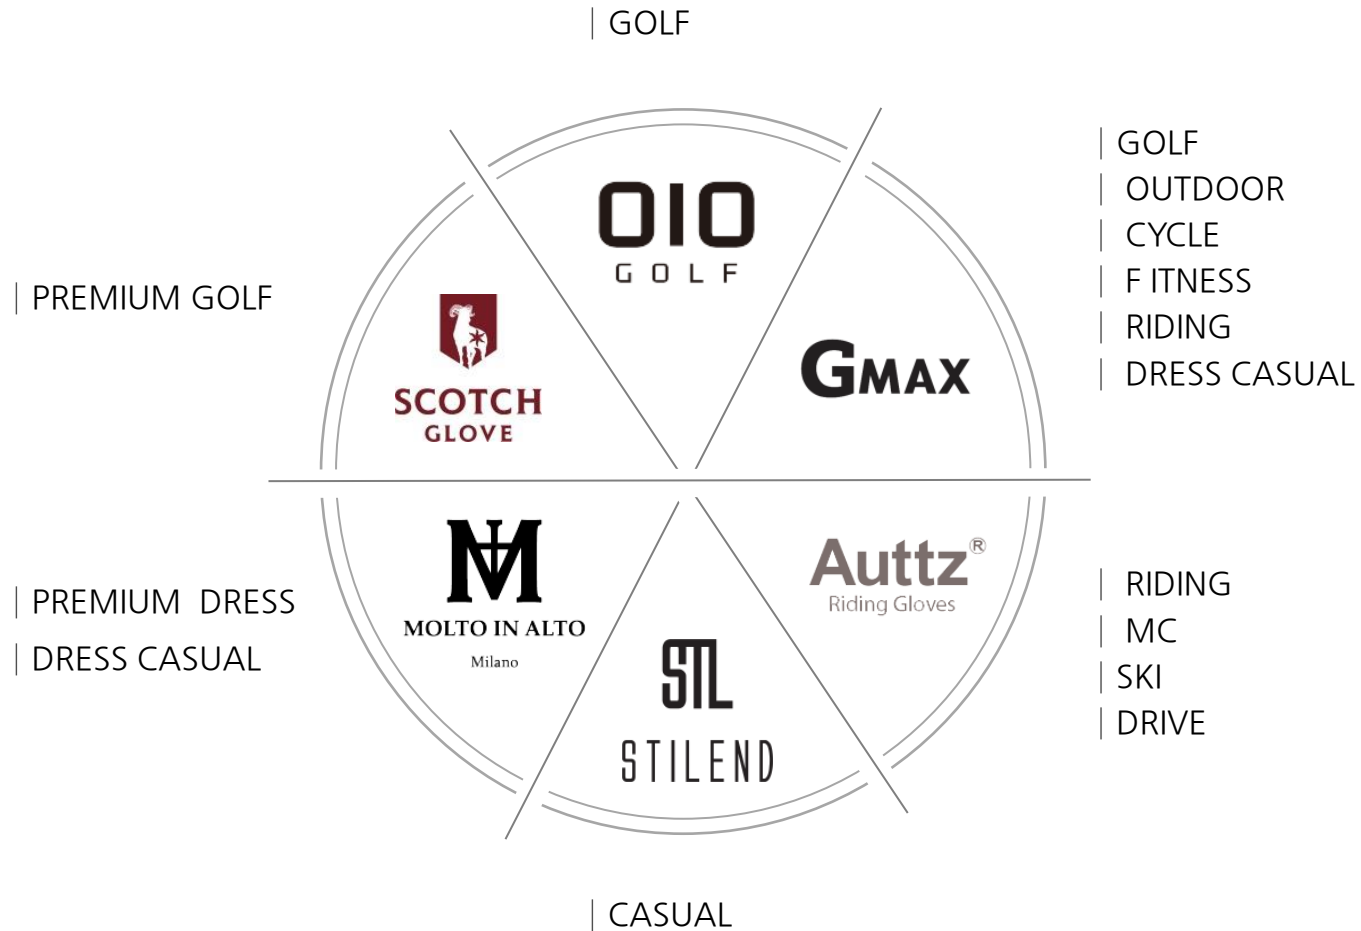 | GOLF
OIO
GOLF
| GOLF
| OUTDOOR
| CYCLE
| F ITNESS
| RIDING
| DRESS CASUAL
GMAX
| PREMIUM GOLF
SCOTCH
GLOVE
M
MOLTO IN ALTO
Milano
| PREMIUM DRESS
| DRESS CASUAL
Auttz®
Riding Gloves
| RIDING
| MC
| SKI
| DRIVE
STL
STILEND
| CASUAL